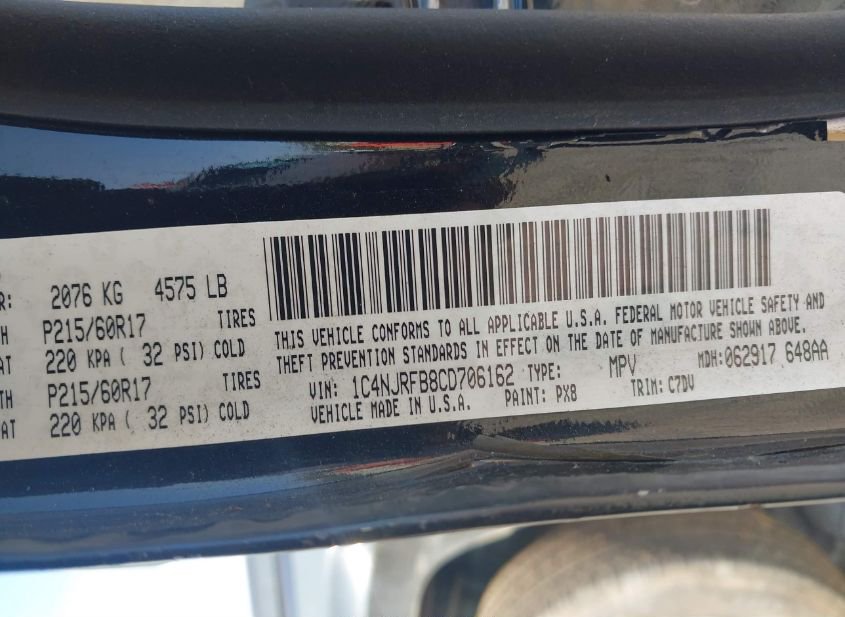 R: 2076 KG 4575 LB
TH P215/60R17 TIRES
AT 220 KPA ( 32 PSI) COLD
TH P215/60R17 TIRES
AT 220 KPA ( 32 PSI) COLD
THIS VEHICLE CONFORMS TO ALL APPLICABLE U.S.A. FEDERAL MOTOR VEHICLE SAFETY AND
THEFT PREVENTION STANDARDS IN EFFECT ON THE DATE OF MANUFACTURE SHOWN ABOVE.
VIN: 1C4NJRFB8CD706162 TYPE: MPV MDH:062917 648AA
VEHICLE MADE IN U.S.A. PAINT: PX8 TRIM: C7DV